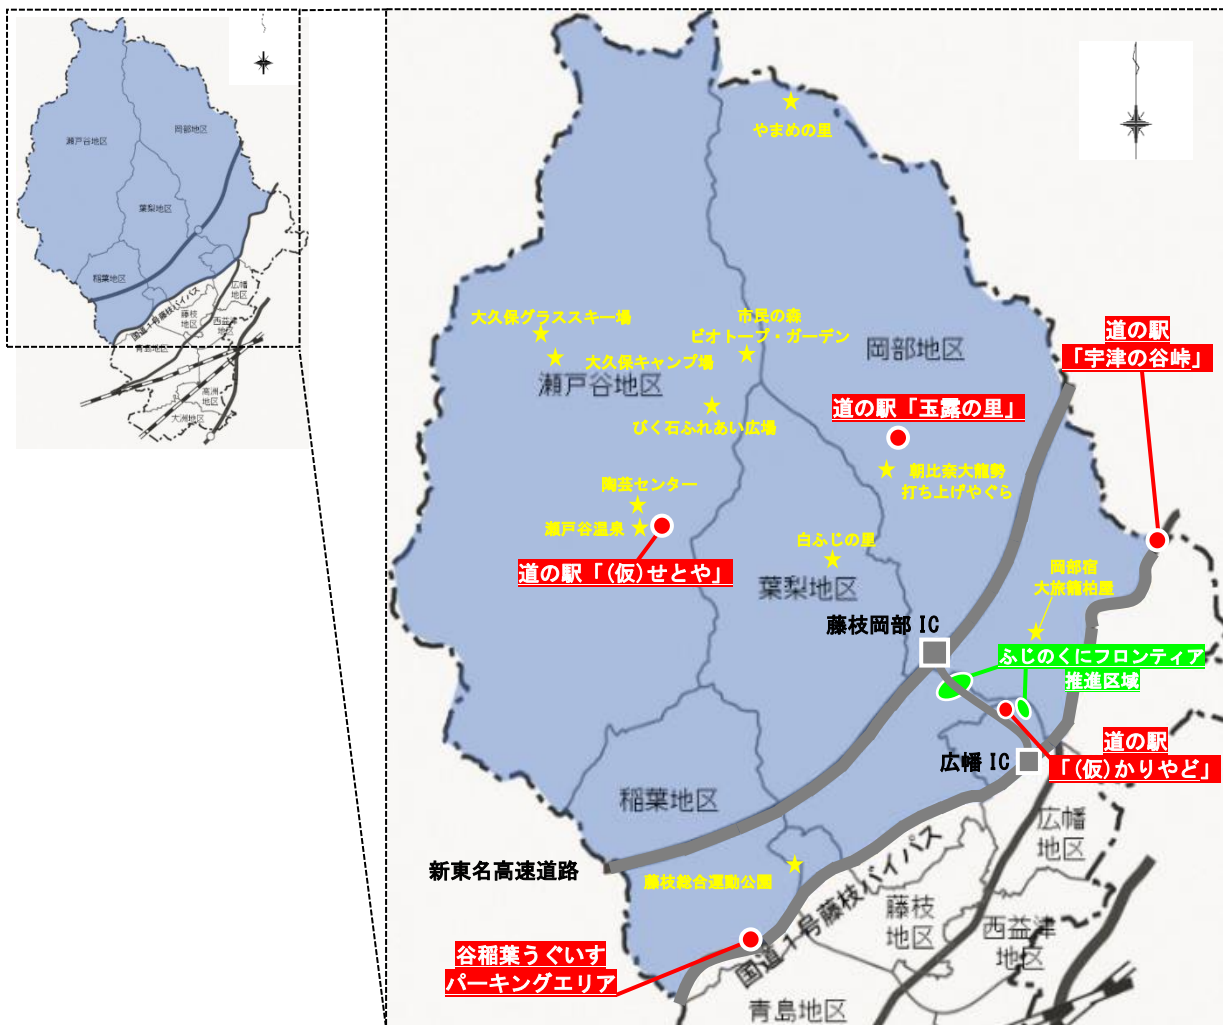 瀬戸谷地区
岡部地区
葉梨地区
稲葉地区
国道1号藤枝バイパス
広幡
地区
藤枝
地区
西益津
地区
青島地区
高洲
地区
大洲地区
やまめの里
大久保グラススキー場
大久保キャンプ場
瀬戸谷地区
市民の森
ビオトープ・ガーデン
岡部地区
道の駅
「宇津の谷峠」
びく石ふれあい広場
道の駅「玉露の里」
朝比奈大龍勢
打ち上げやぐら
陶芸センター
瀬戸谷温泉
道の駅「(仮)せとや」
白ふじの里
葉梨地区
岡部宿
大旅籠柏屋
藤枝岡部 IC
ふじのくにフロンティア
推進区域
道の駅
「(仮)かりやど」
広幡 IC
稲葉地区
新東名高速道路
藤枝総合運動公園
国道1号藤枝バイパス
広幡
地区
藤枝
地区
西益津
地区
谷稲葉うぐいす
パーキングエリア
青島地区